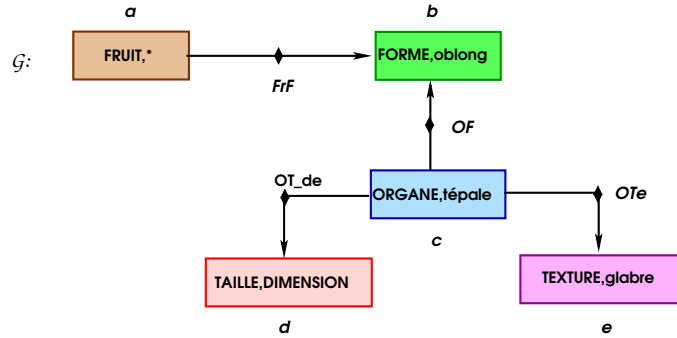 a
b
G:
FRUIT,*
FORME,oblong
FrF
OF
OT_de
ORGANE,tépale
OTe
c
TAILLE,DIMENSION
TEXTURE,glabre
d
e